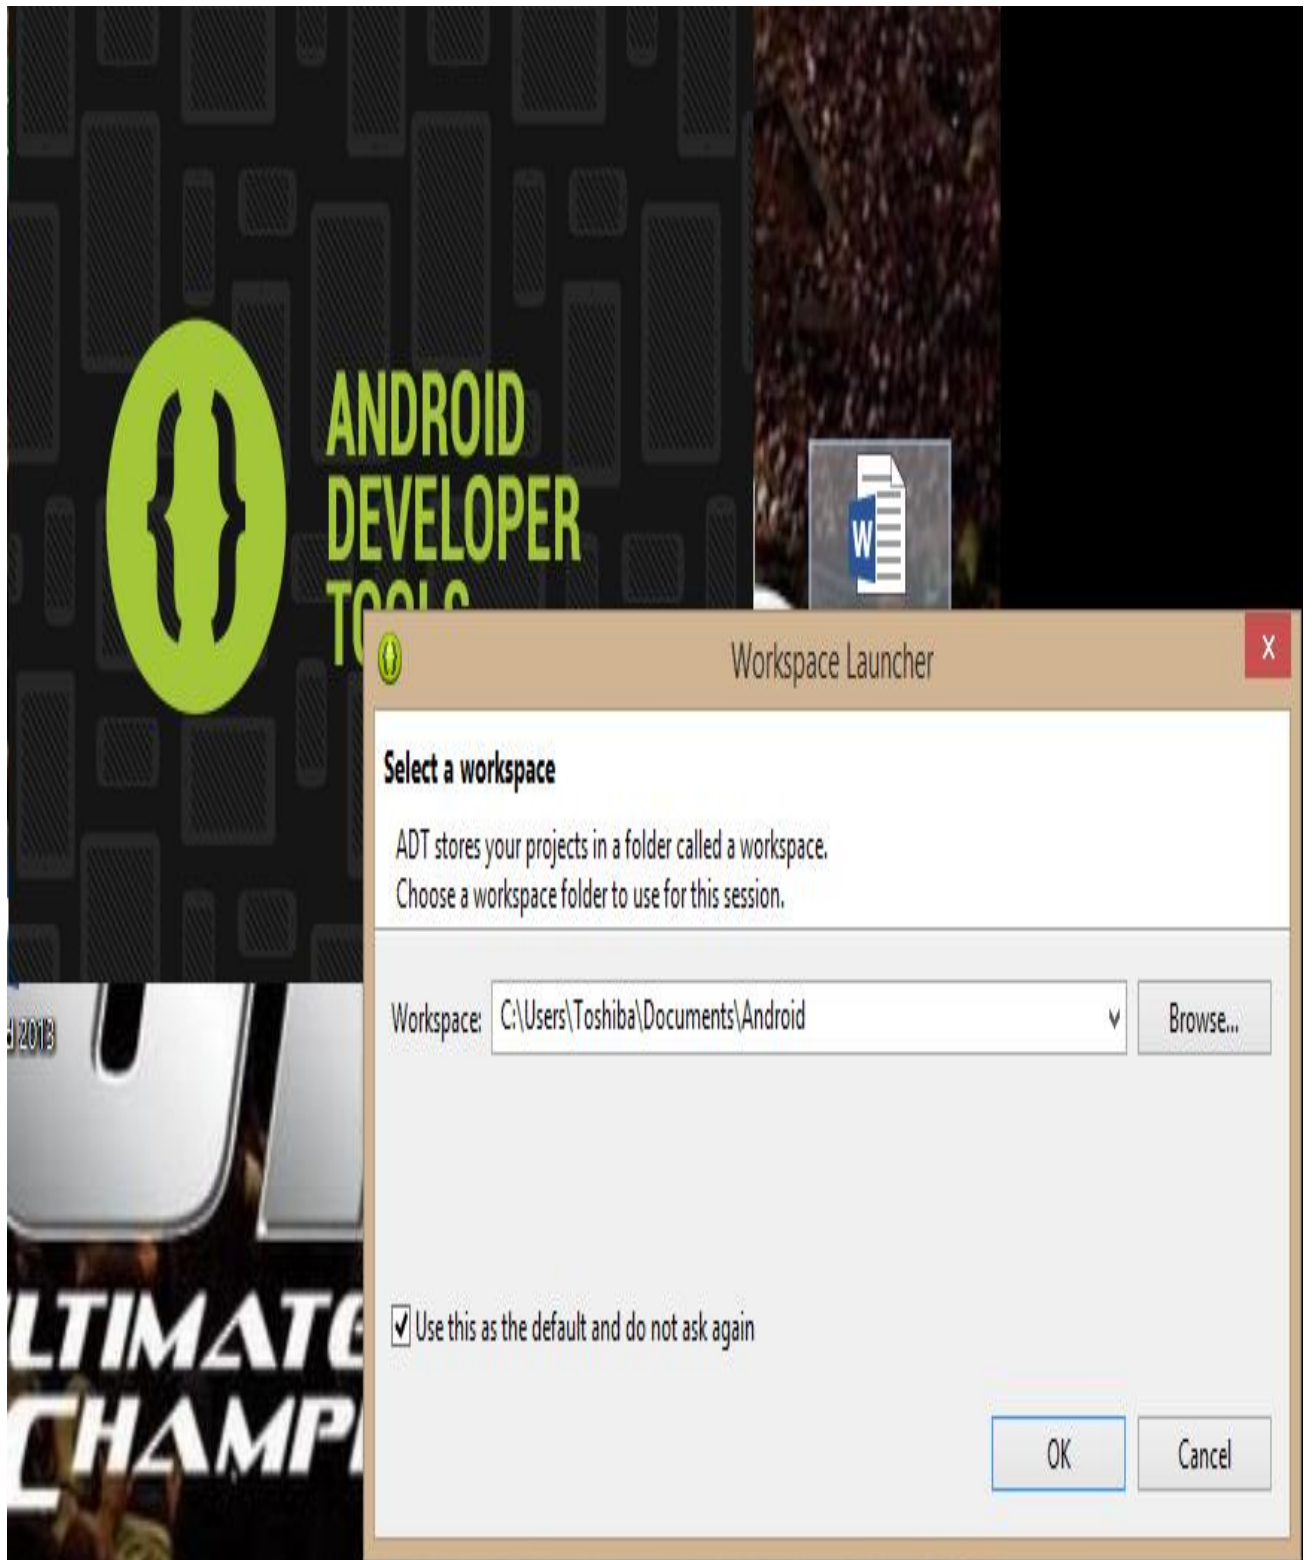 ANDROID
DEVELOPER
TOOLS
W
Workspace Launcher
X
Select a workspace
ADT stores your projects in a folder called a workspace.
Choose a workspace folder to use for this session.
Workspace: C:\Users\Toshiba\Documents\Android
Browse...
2013
LTIMATE
CHAMPI
Use this as the default and do not ask again
OK
Cancel